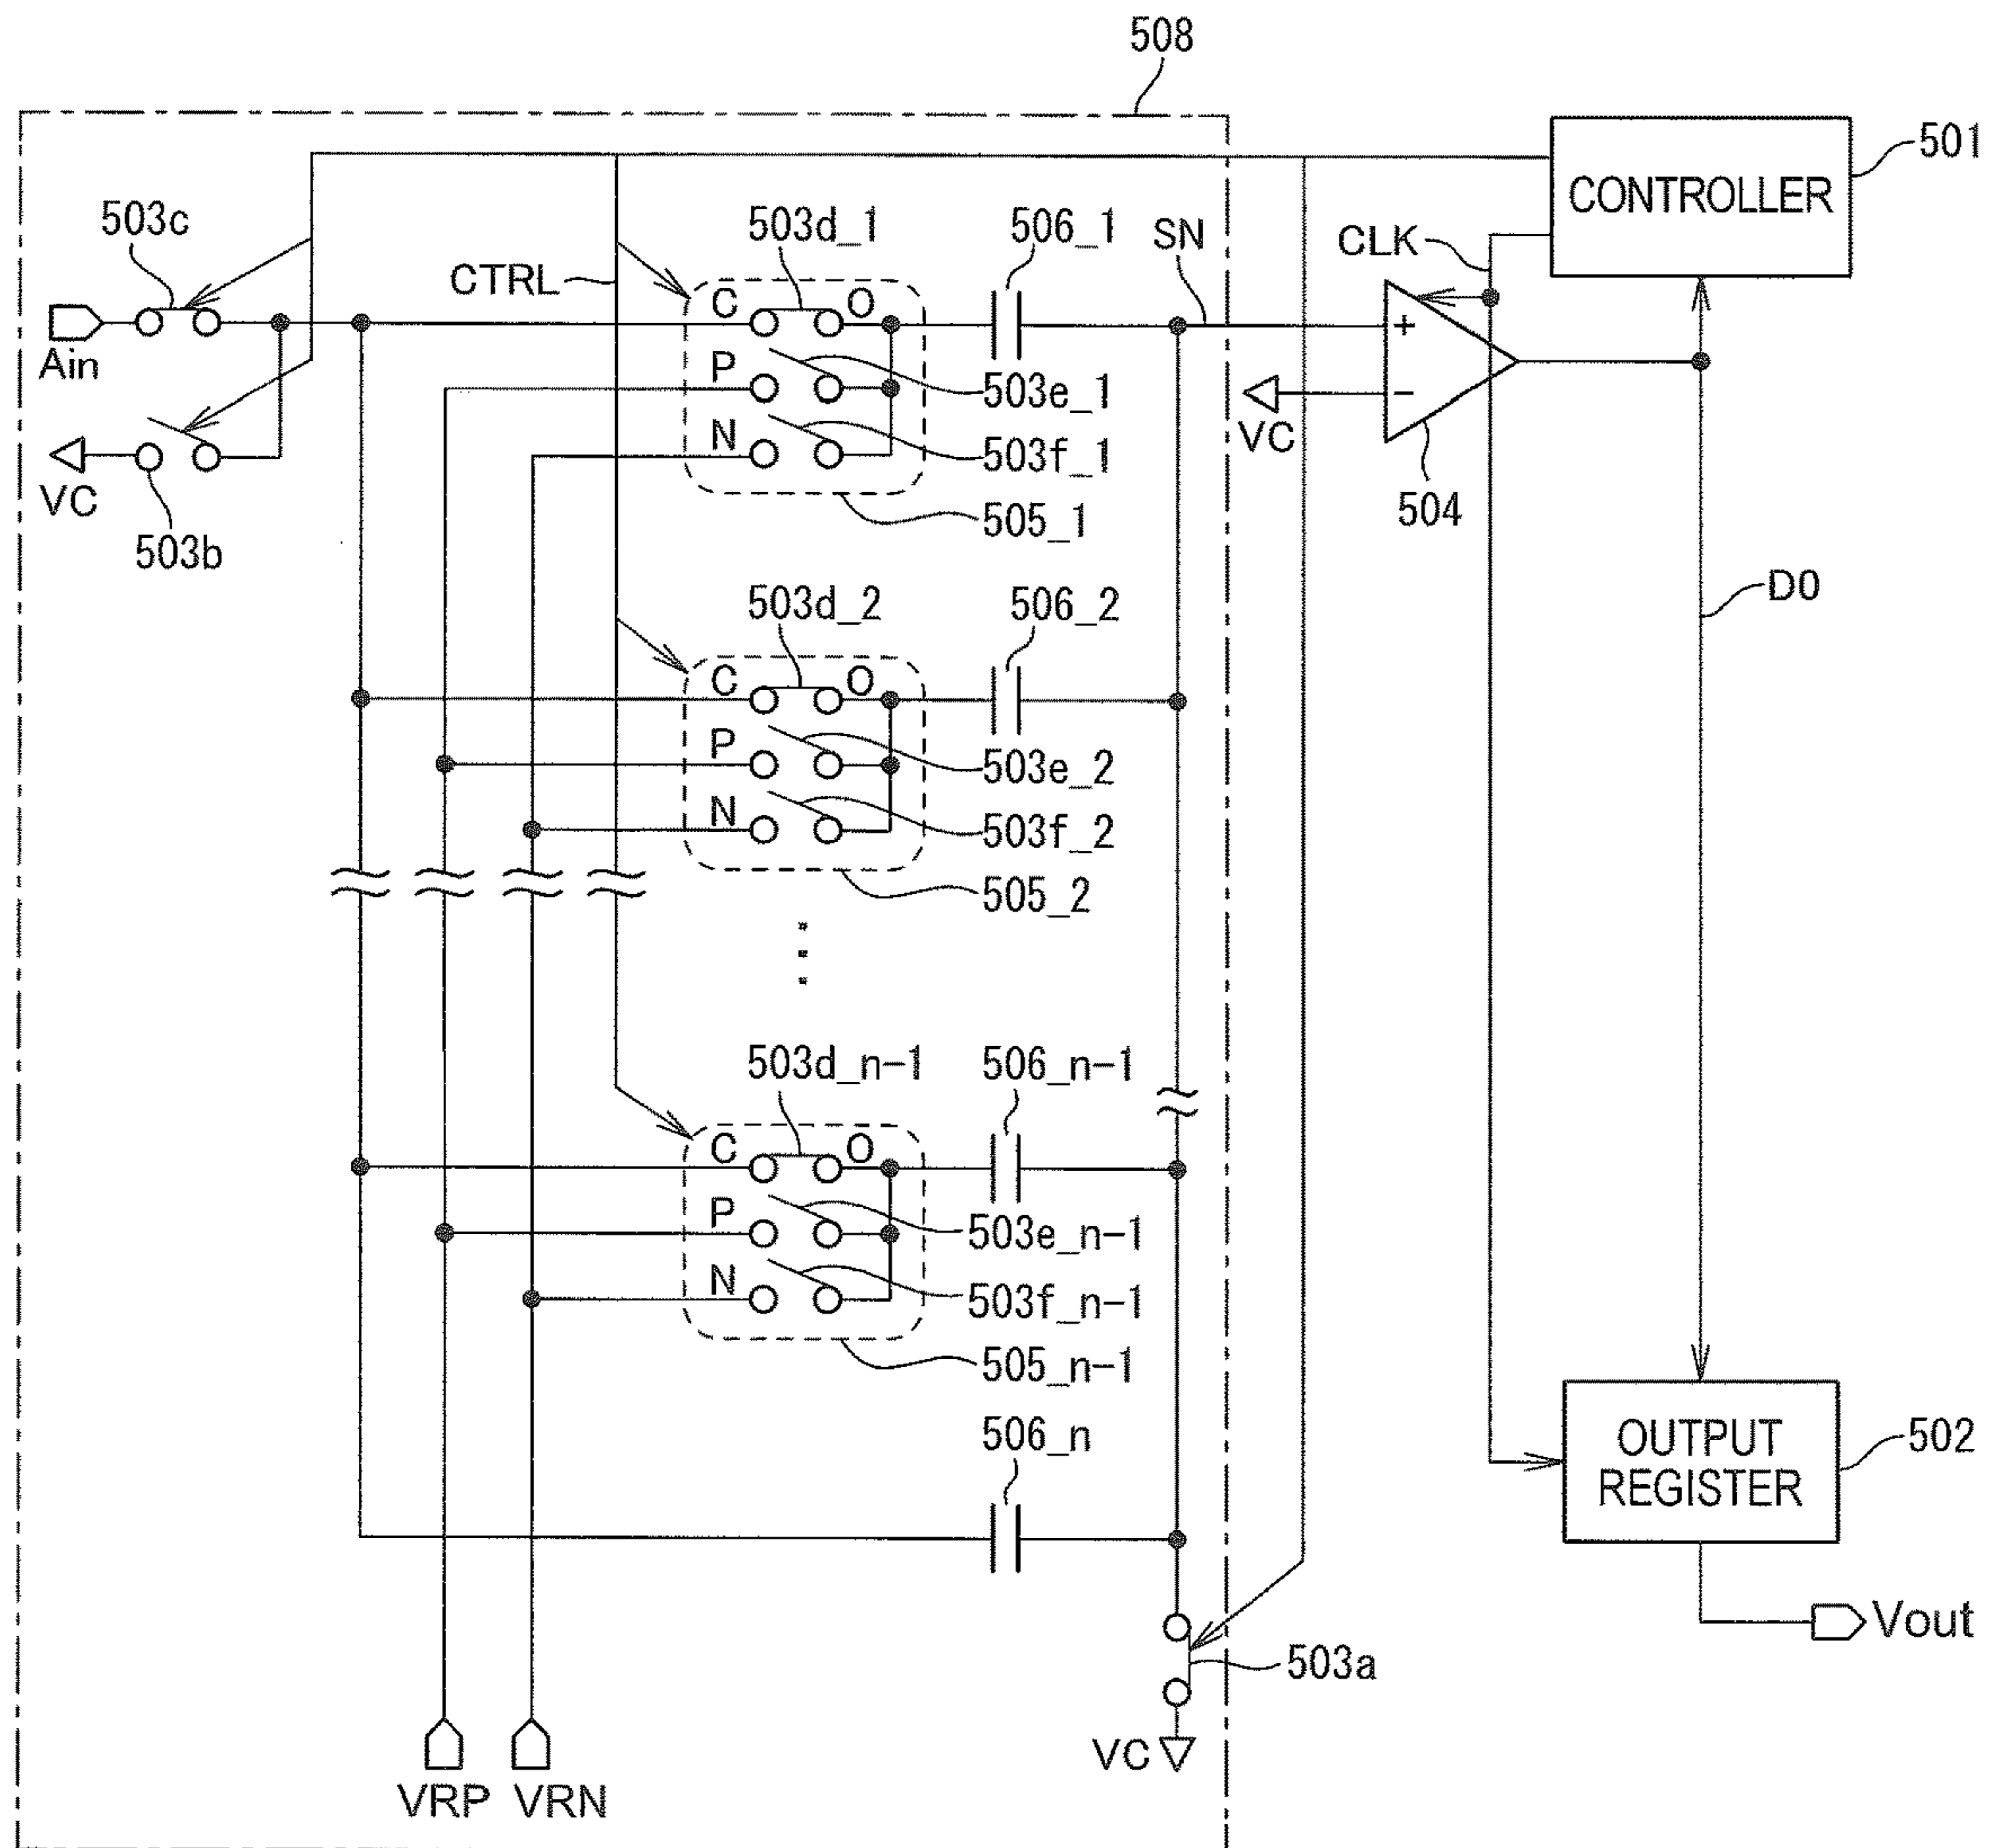 508
501
CONTROLLER
503c
503d_1
506_1
SN
CLK
CTRL
C
O
P
N
Ain
VC
503b
503e_1
503f_1
505_1
+
−
VC
504
D0
503d_2
506_2
C
O
P
N
503e_2
503f_2
505_2
503d_n-1
506_n-1
C
O
P
N
503e_n-1
503f_n-1
505_n-1
506_n
OUTPUT
REGISTER
502
Vout
503a
VC
VRP
VRN